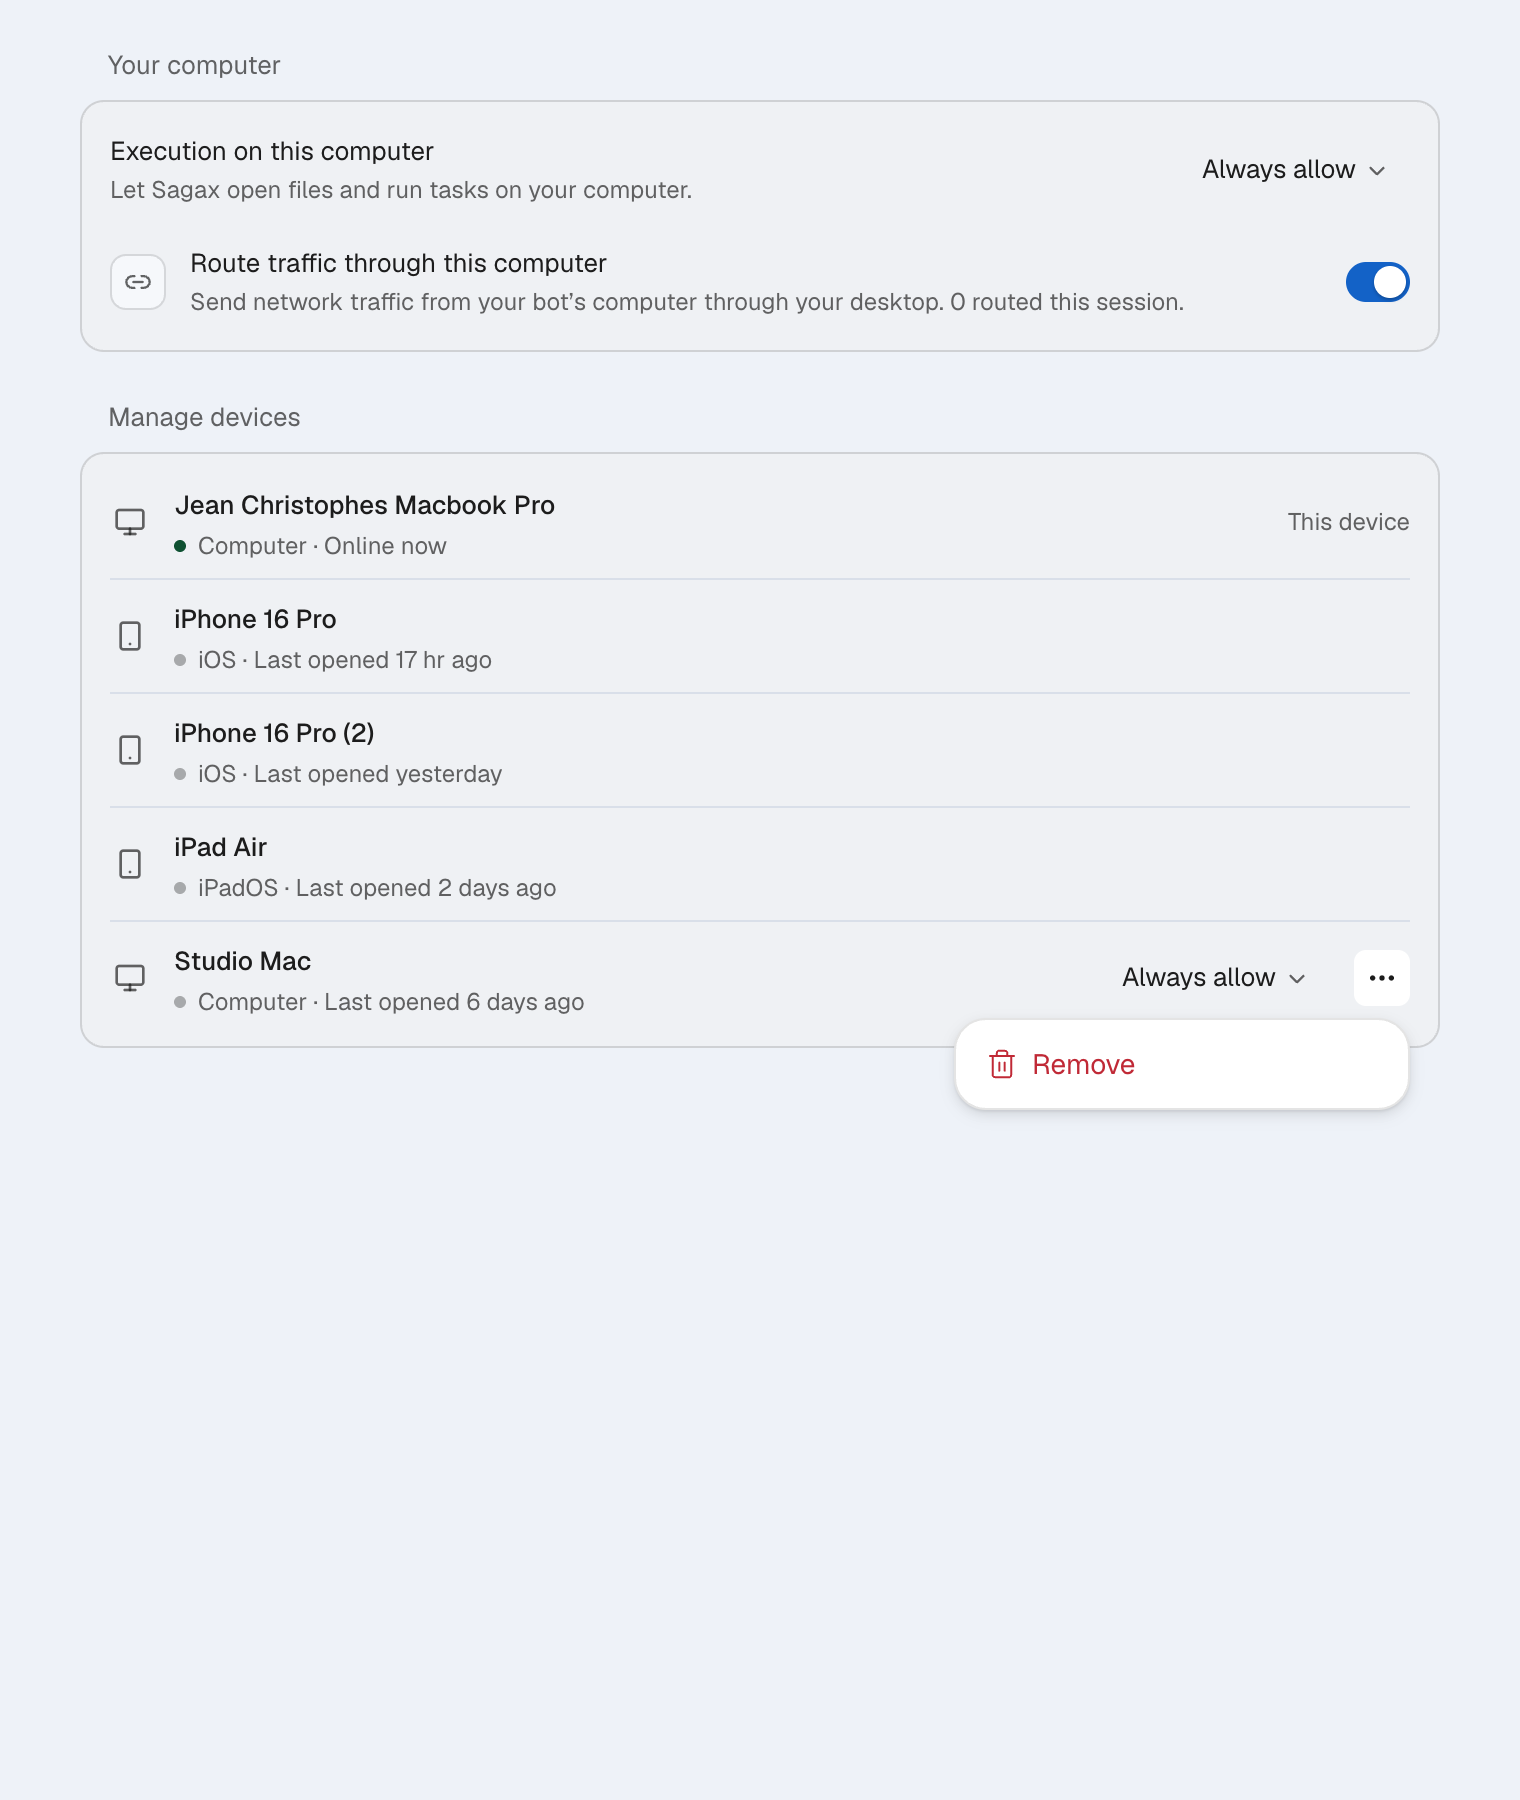 Your computer
Execution on this computer
Always allow
Let Sagax open files and run tasks on your computer.
Route traffic through this computer
Send network traffic from your bot’s computer through your desktop. 0 routed this session.
Manage devices
Jean Christophes Macbook Pro
This device
Computer · Online now
iPhone 16 Pro
iOS · Last opened 17 hr ago
iPhone 16 Pro (2)
iOS · Last opened yesterday
iPad Air
iPadOS · Last opened 2 days ago
Studio Mac
Always allow
Computer · Last opened 6 days ago
Remove